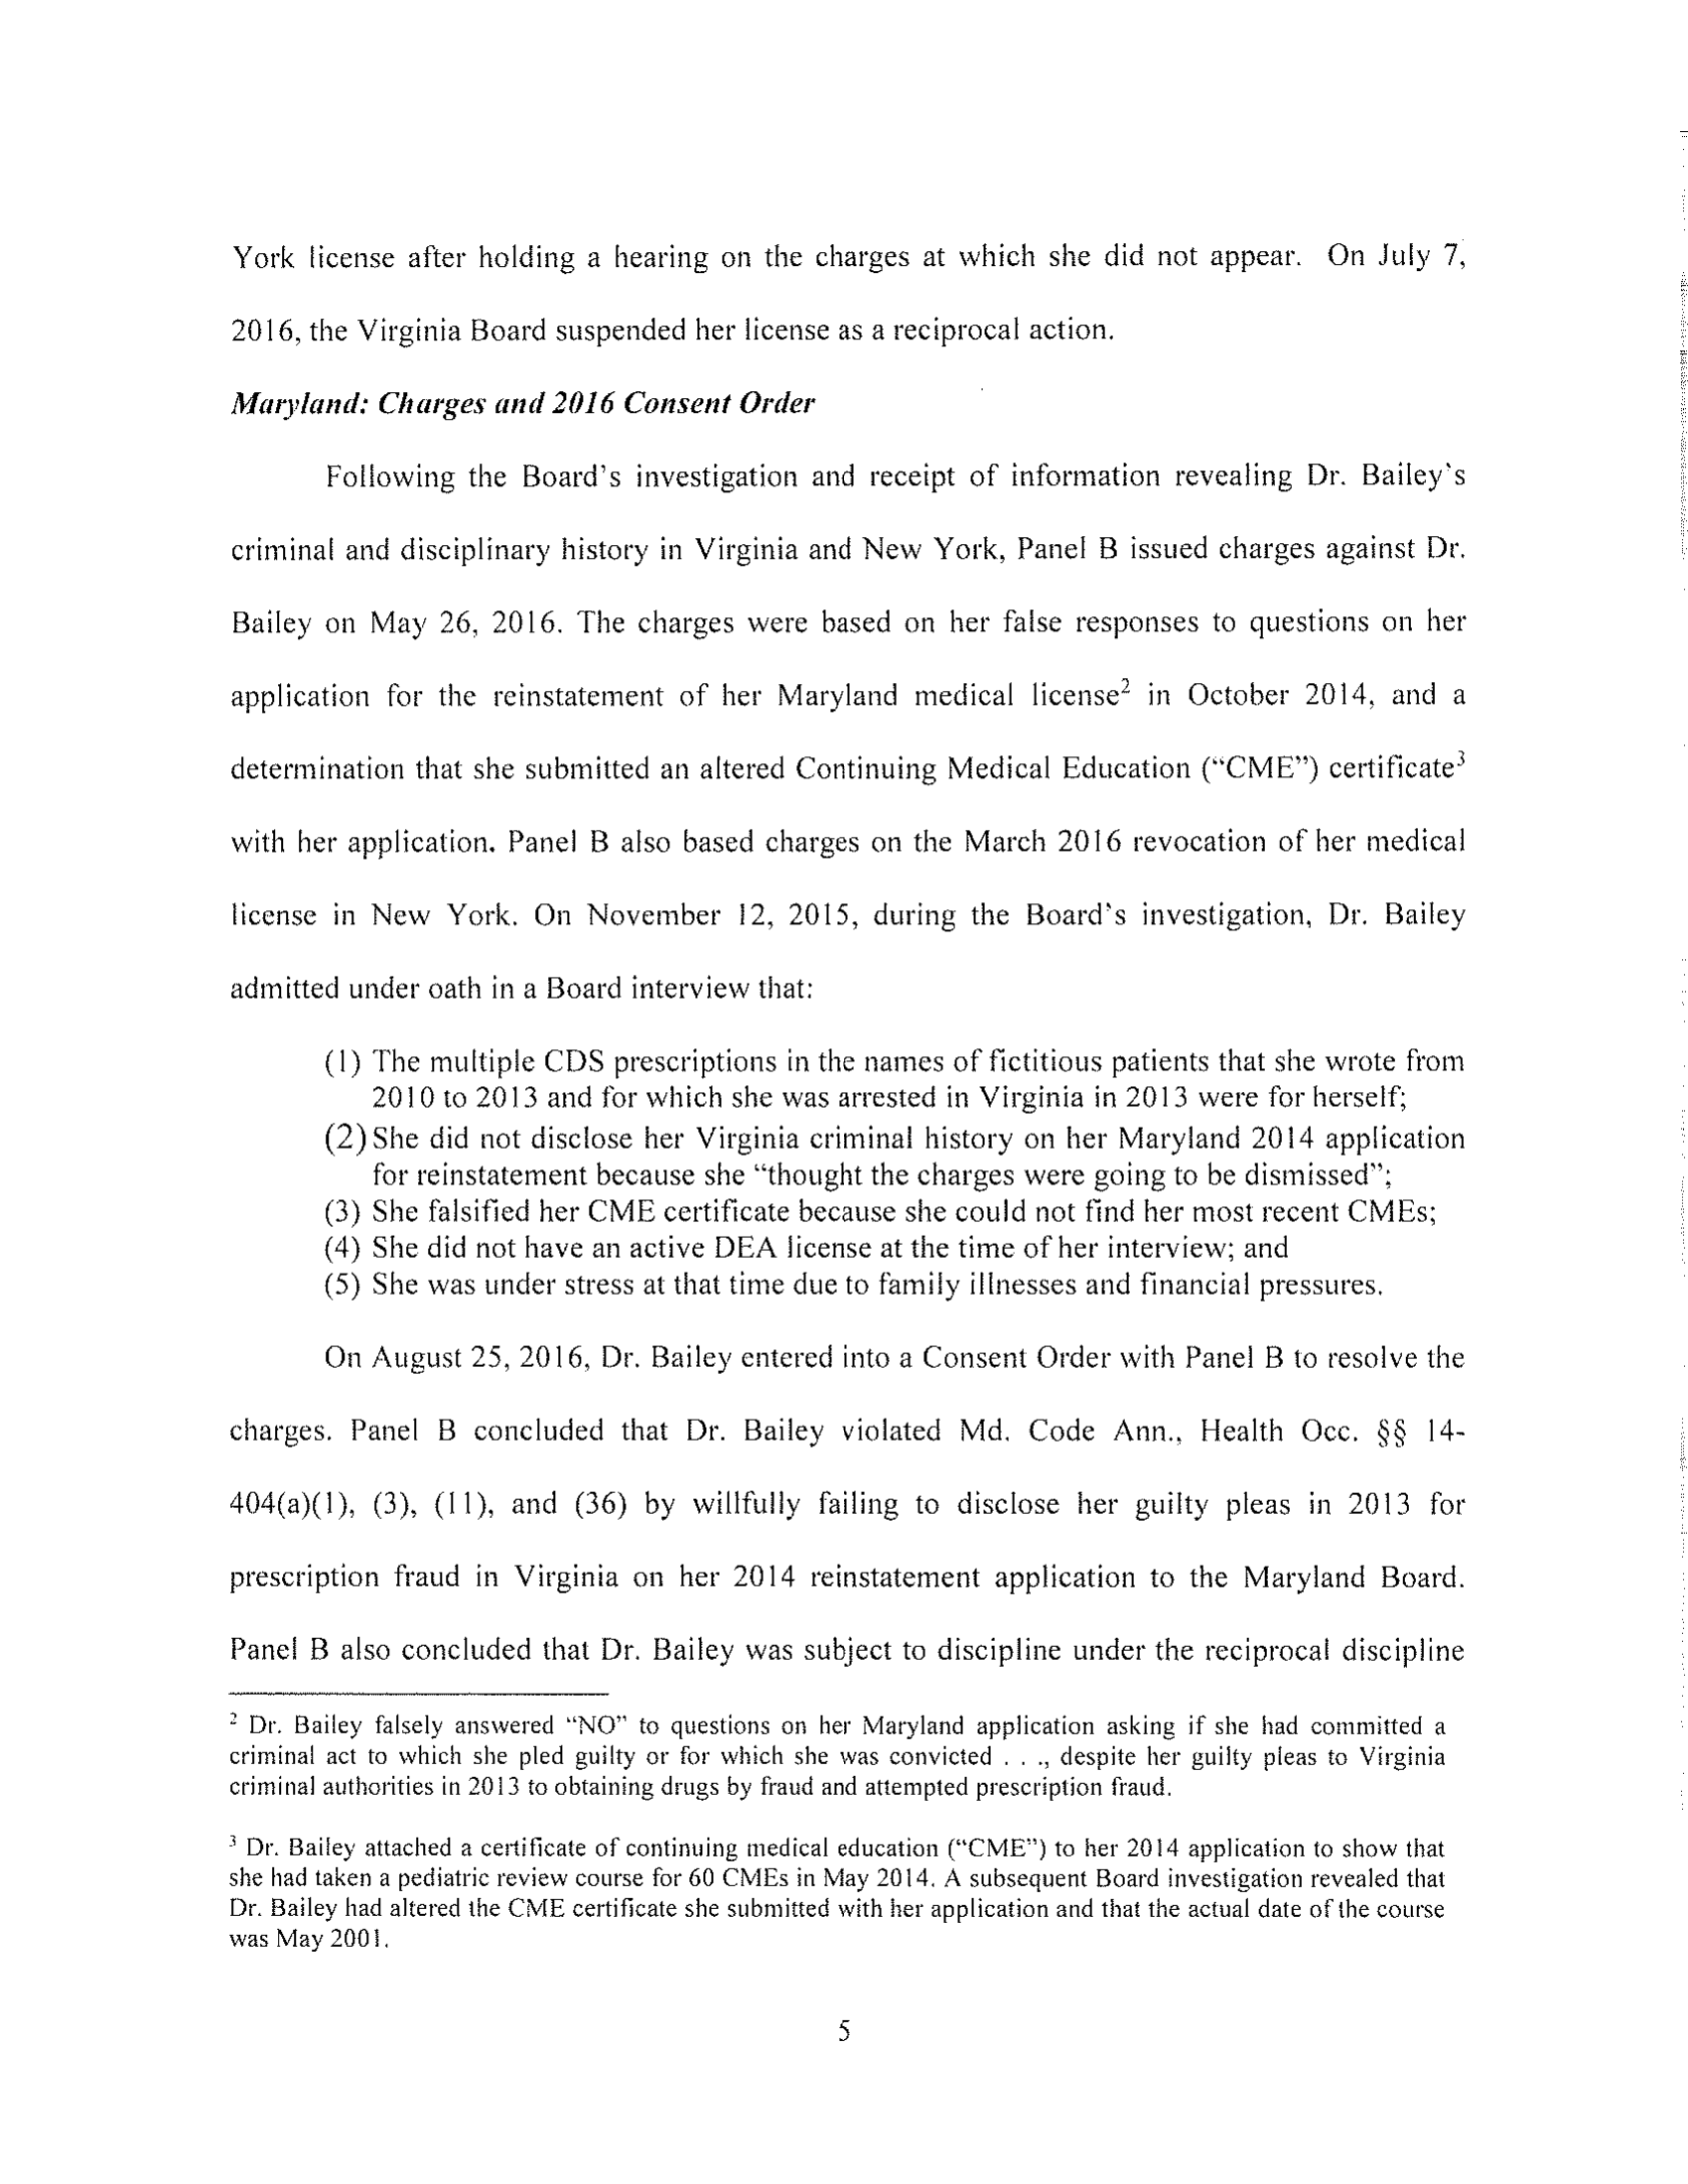 York license after holding a hearing on the charges at which she did not appear. On July 7,
2016, the Virginia Board suspended her license as a reciprocal action.
Maryland: Charges and 2016 Consent Order
Following the Board's investigation and receipt of information revealing Dr. Bailey's
criminal and disciplinary history in Virginia and New York, Panel B issued charges against Dr.
Bailey on May 26, 2016. The charges were based on her false responses to questions on her
application for the reinstatement of her Maryland medical license² in October 2014, and a
determination that she submitted an altered Continuing Medical Education (“CME”) certificate³
with her application. Panel B also based charges on the March 2016 revocation of her medical
license in New York. On November 12, 2015, during the Board's investigation, Dr. Bailey
admitted under oath in a Board interview that:
(1) The multiple CDS prescriptions in the names of fictitious patients that she wrote from
2010 to 2013 and for which she was arrested in Virginia in 2013 were for herself;
(2) She did not disclose her Virginia criminal history on her Maryland 2014 application
for reinstatement because she “thought the charges were going to be dismissed”;
(3) She falsified her CME certificate because she could not find her most recent CMEs;
(4) She did not have an active DEA license at the time of her interview; and
(5) She was under stress at that time due to family illnesses and financial pressures.
On August 25, 2016, Dr. Bailey entered into a Consent Order with Panel B to resolve the
charges. Panel B concluded that Dr. Bailey violated Md. Code Ann., Health Occ. §§ 14-
404(a)(1), (3), (11), and (36) by willfully failing to disclose her guilty pleas in 2013 for
prescription fraud in Virginia on her 2014 reinstatement application to the Maryland Board.
Panel B also concluded that Dr. Bailey was subject to discipline under the reciprocal discipline
² Dr. Bailey falsely answered “NO” to questions on her Maryland application asking if she had committed a
criminal act to which she pled guilty or for which she was convicted . . ., despite her guilty pleas to Virginia
criminal authorities in 2013 to obtaining drugs by fraud and attempted prescription fraud.
³ Dr. Bailey attached a certificate of continuing medical education (“CME”) to her 2014 application to show that
she had taken a pediatric review course for 60 CMEs in May 2014. A subsequent Board investigation revealed that
Dr. Bailey had altered the CME certificate she submitted with her application and that the actual date of the course
was May 2001.
5